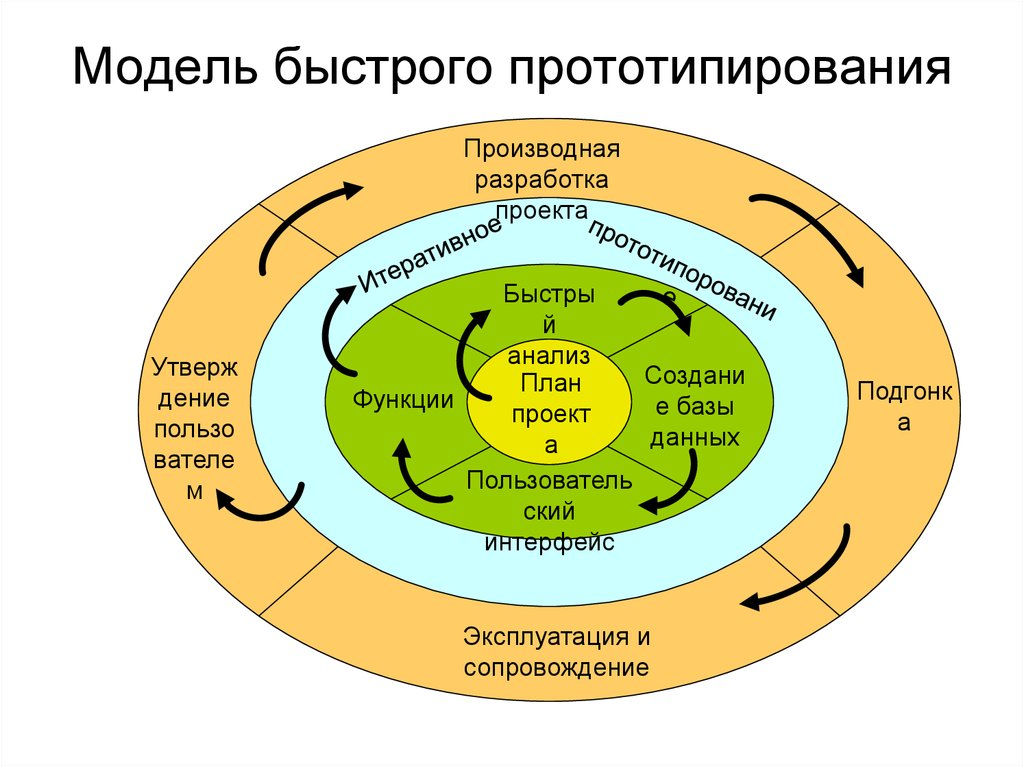 Модель быстрого прототипирования
Производная
разработка
проекта
Итеративное
протопоровани
е
Быстры
й
анализ
План
проект
а
Функции
Создани
е базы
данных
Пользователь
ский
интерфейс
Утверж
дение
пользо
вателе
м
Подгонк
а
Эксплуатация и
сопровождение